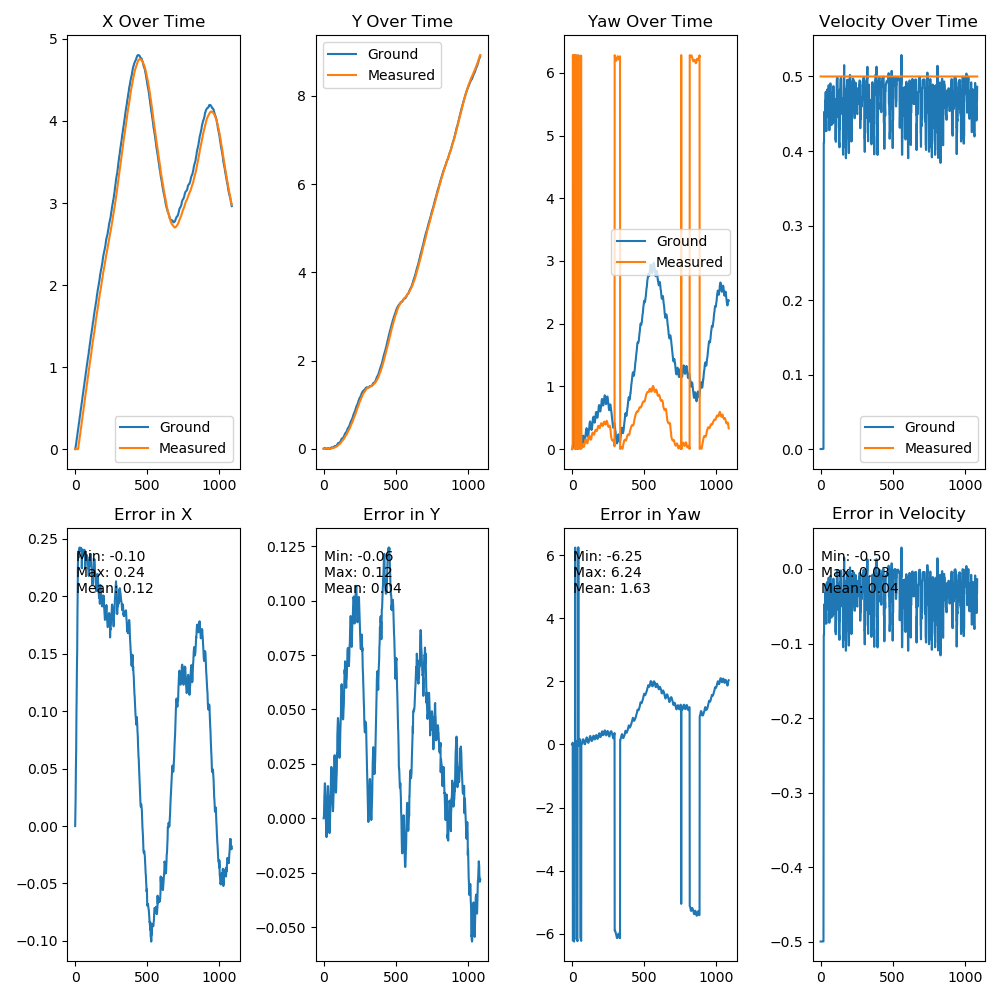 X Over Time
Y Over Time
Yaw Over Time
Velocity Over Time
5
4
3
2
1
0
0
500
1000
Ground
Measured
8
6
4
2
0
0
500
1000
Ground
Measured
6
5
4
3
2
1
0
0
500
1000
Ground
Measured
0.5
0.4
0.3
0.2
0.1
0.0
0
500
1000
Ground
Measured
Error in X
Error in Y
Error in Yaw
Error in Velocity
0.25
0.20
0.15
0.10
0.05
0.00
−0.05
−0.10
0
500
1000
Min: -0.10
Max: 0.24
Mean: 0.12
0.125
0.100
0.075
0.050
0.025
0.000
−0.025
−0.050
0
500
1000
Min: -0.06
Max: 0.12
Mean: 0.04
6
4
2
0
−2
−4
−6
0
500
1000
Min: -6.25
Max: 6.24
Mean: 1.63
0.0
−0.1
−0.2
−0.3
−0.4
−0.5
0
500
1000
Min: -0.50
Max: 0.03
Mean: 0.04